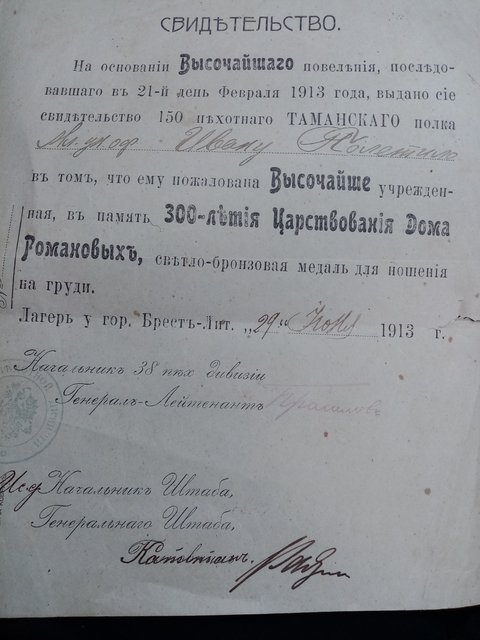 СВИДѢТЕЛЬСТВО.
На основаніи Высочайшаго повелѣнія, послѣдо-
вавшаго въ 21-й день Февраля 1913 года, выдано сіе
свидѣтельство 150 пѣхотнаго ТАМАНСКАГО полка
Ивану
въ томъ, что ему пожалована Высочайше учрежден-
ная, въ память 300-лѣтія Царствованія Дома
Романовыхъ, свѣтло-бронзовая медаль для ношенія
на груди.
Лагерь у гор. Брестъ-Лит. „29“ 1913 г.
Начальникъ 38 пѣх дивизіи
Генералъ-Лейтенантъ
Начальникъ Штаба,
Генеральнаго Штаба,
Капитанъ.